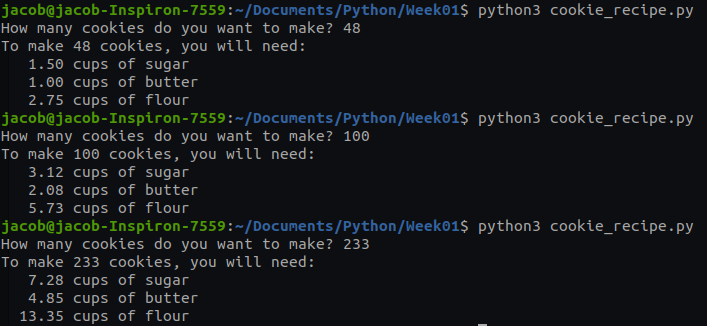 jacob@jacob-Inspiron-7559:~/Documents/Python/Week01$ python3 cookie_recipe.py
How many cookies do you want to make? 48
To make 48 cookies, you will need:
   1.50 cups of sugar
   1.00 cups of butter
   2.75 cups of flour
jacob@jacob-Inspiron-7559:~/Documents/Python/Week01$ python3 cookie_recipe.py
How many cookies do you want to make? 100
To make 100 cookies, you will need:
   3.12 cups of sugar
   2.08 cups of butter
   5.73 cups of flour
jacob@jacob-Inspiron-7559:~/Documents/Python/Week01$ python3 cookie_recipe.py
How many cookies do you want to make? 233
To make 233 cookies, you will need:
   7.28 cups of sugar
   4.85 cups of butter
  13.35 cups of flour